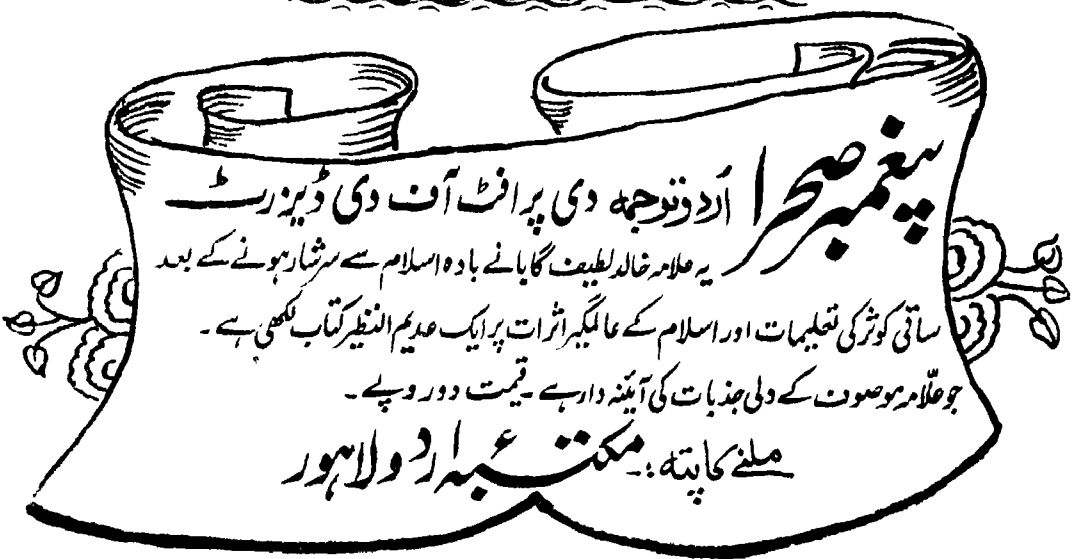 پیغمبر صحرا اُردو ترجمہ دی پرافٹ آف دی ڈیزرٹ
یہ علامہ خالد لطیف گابا نے بادہ اسلام سے سرشار ہونے کے بعد
ساقی کوثر کی تعلیمات اور اسلام کے عالمگیر اثرات پر ایک عدیم النظیر کتاب لکھی ہے ۔
جو علّامہ موصوف کے دلی جذبات کی آئینہ دار ہے ۔ قیمت دو روپے ۔
ملنے کا پتہ :۔ مکتبہ اردو لاہور